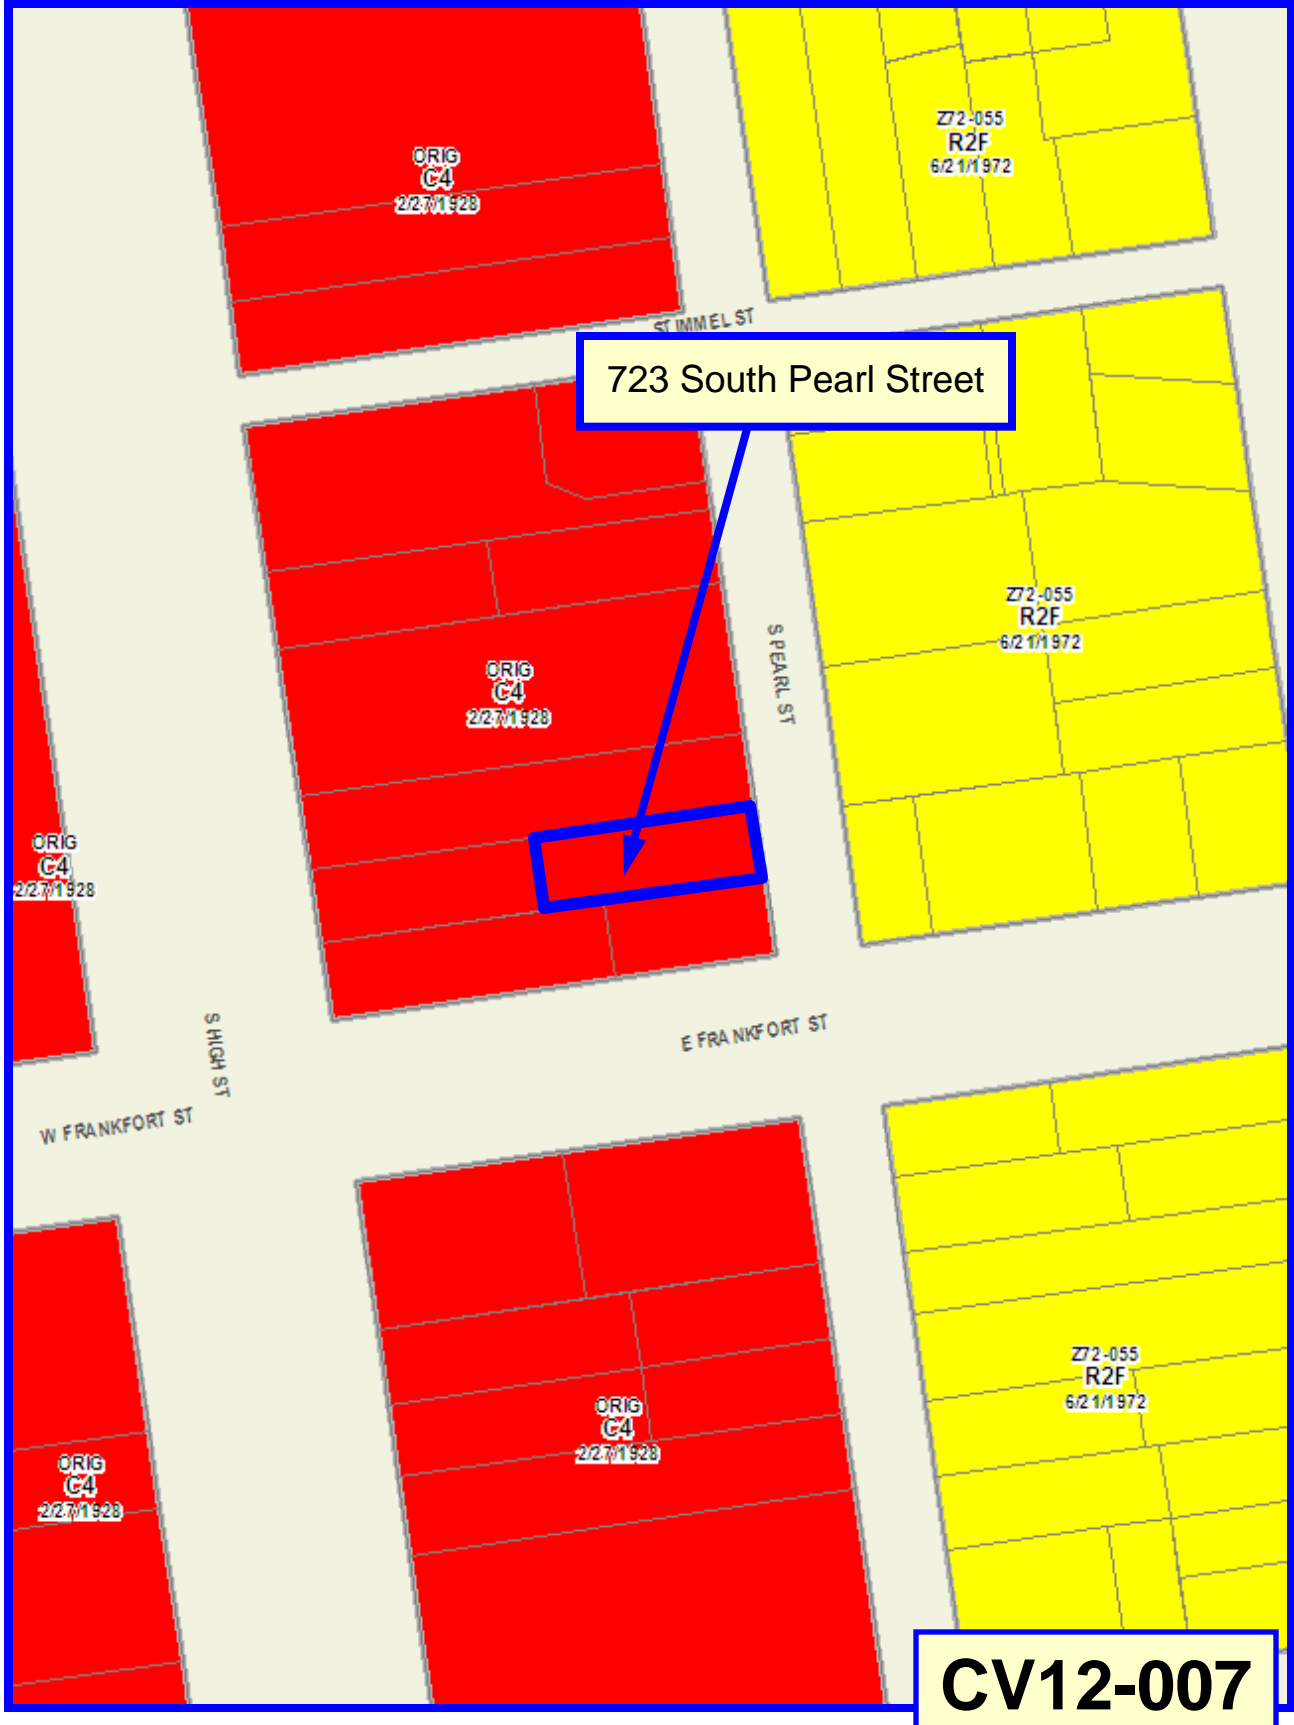 Z72-055
R2F
6/21/1972
ORIG
C4
2/27/1928
STIMMEL ST
723 South Pearl Street
Z72-055
R2F
6/21/1972
S PEARL ST
ORIG
C4
2/27/1928
ORIG
C4
2/27/1928
S HIGH ST
E FRANKFORT ST
W FRANKFORT ST
Z72-055
R2F
6/21/1972
ORIG
C4
2/27/1928
ORIG
C4
2/27/1928
CV12-007